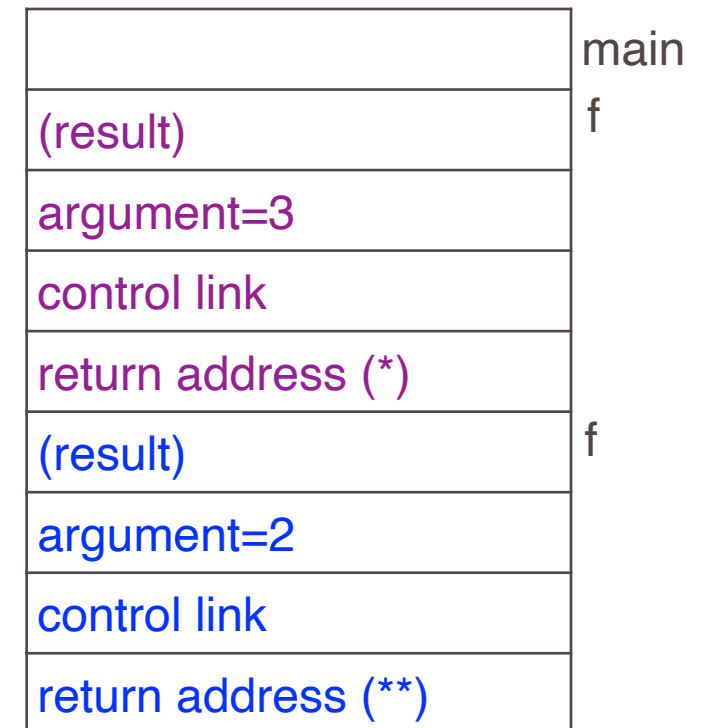 main
(result)
f
argument=3
control link
return address (*)
(result)
f
argument=2
control link
return address (**)